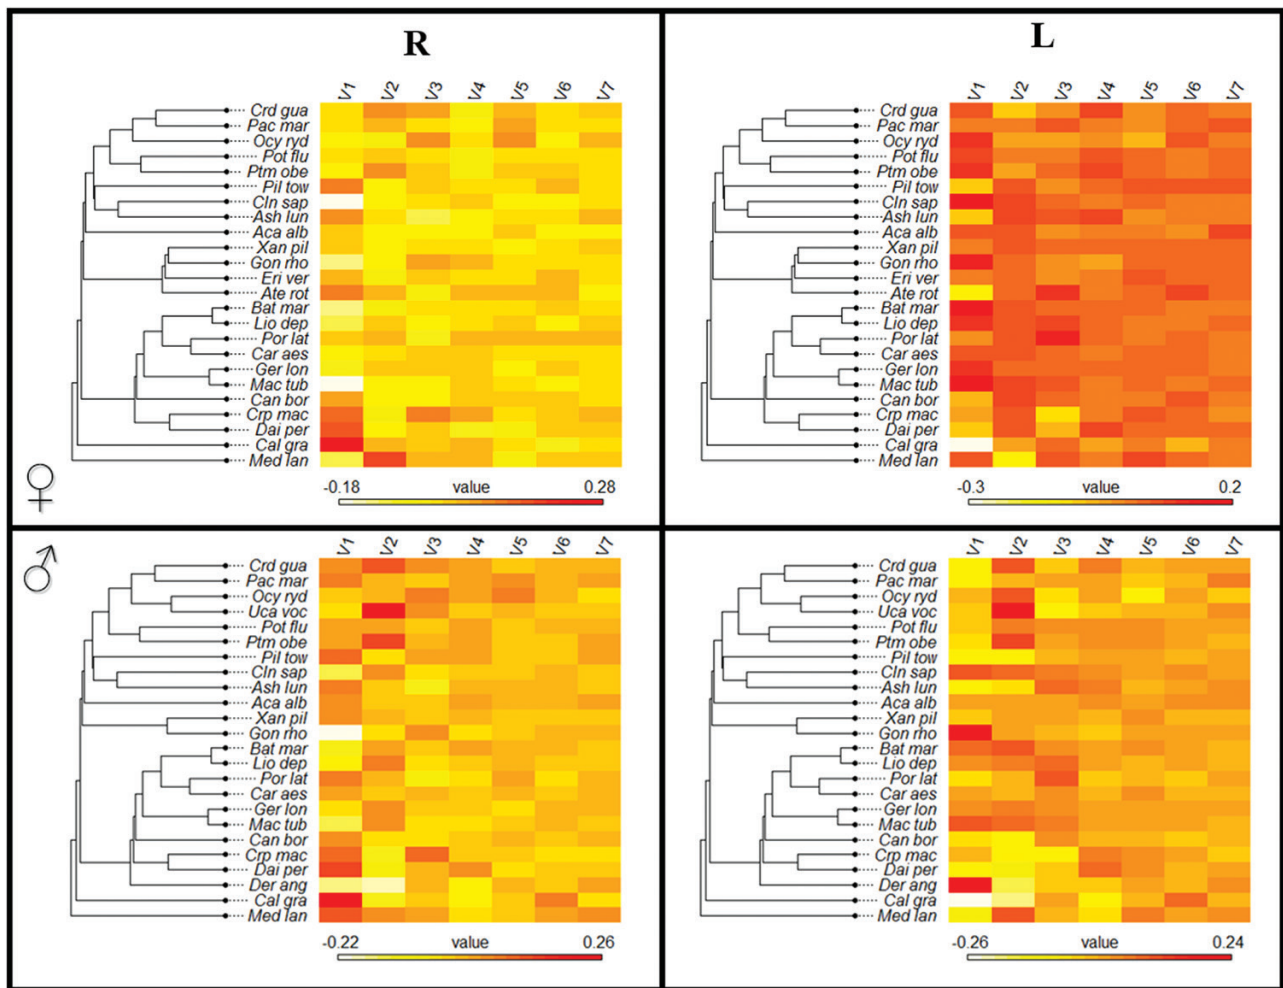 R
V1 V2 V3 V4 V5 V6 V7
Crd gua
Pac mar
Ocy ryd
Pot flu
Ptm obe
Pil tow
Cln sap
Ash lun
Aca alb
Xan pil
Gon rho
Eri ver
Ate rot
Bat mar
Lio dep
Por lat
Car aes
Ger lon
Mac tub
Can bor
Crp mac
Dai per
Cal gra
Med lan
♀
-0.18 value 0.28
L
V1 V2 V3 V4 V5 V6 V7
Crd gua
Pac mar
Ocy ryd
Pot flu
Ptm obe
Pil tow
Cln sap
Ash lun
Aca alb
Xan pil
Gon rho
Eri ver
Ate rot
Bat mar
Lio dep
Por lat
Car aes
Ger lon
Mac tub
Can bor
Crp mac
Dai per
Cal gra
Med lan
-0.3 value 0.2
♂
V1 V2 V3 V4 V5 V6 V7
Crd gua
Pac mar
Ocy ryd
Uca voc
Pot flu
Ptm obe
Pil tow
Cln sap
Ash lun
Aca alb
Xan pil
Gon rho
Bat mar
Lio dep
Por lat
Car aes
Ger lon
Mac tub
Can bor
Crp mac
Dai per
Der ang
Cal gra
Med lan
-0.22 value 0.26
V1 V2 V3 V4 V5 V6 V7
Crd gua
Pac mar
Ocy ryd
Uca voc
Pot flu
Ptm obe
Pil tow
Cln sap
Ash lun
Aca alb
Xan pil
Gon rho
Bat mar
Lio dep
Por lat
Car aes
Ger lon
Mac tub
Can bor
Crp mac
Dai per
Der ang
Cal gra
Med lan
-0.26 value 0.24